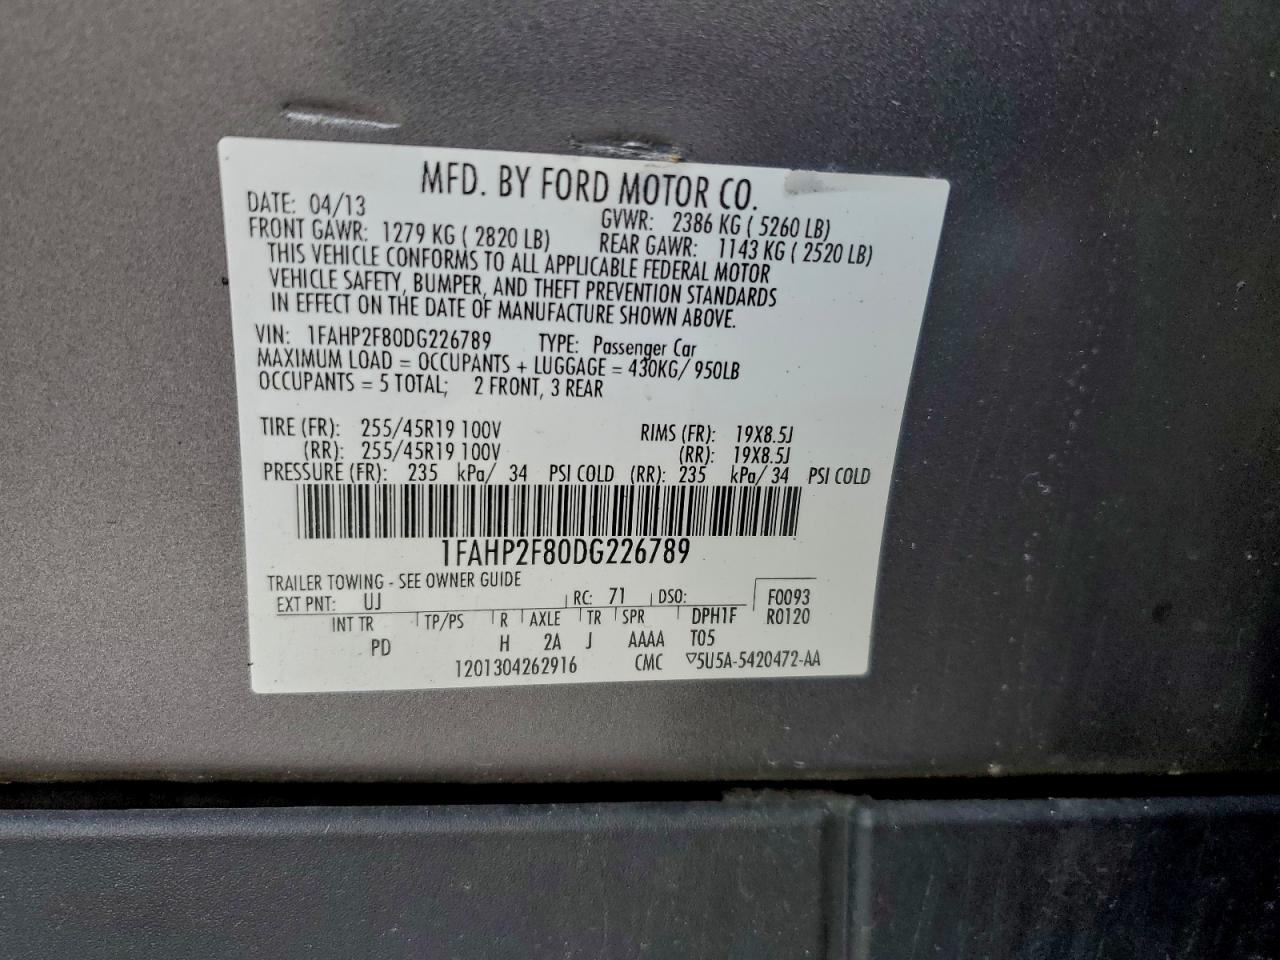 MFD. BY FORD MOTOR CO.
DATE: 04/13 GVWR: 2386 KG ( 5260 LB)
FRONT GAWR: 1279 KG ( 2820 LB) REAR GAWR: 1143 KG ( 2520 LB)
THIS VEHICLE CONFORMS TO ALL APPLICABLE FEDERAL MOTOR
VEHICLE SAFETY, BUMPER, AND THEFT PREVENTION STANDARDS
IN EFFECT ON THE DATE OF MANUFACTURE SHOWN ABOVE.
VIN: 1FAHP2F80DG226789 TYPE: Passenger Car
MAXIMUM LOAD = OCCUPANTS + LUGGAGE = 430KG/ 950LB
OCCUPANTS = 5 TOTAL; 2 FRONT, 3 REAR
TIRE (FR): 255/45R19 100V RIMS (FR): 19X8.5J
(RR): 255/45R19 100V (RR): 19X8.5J
PRESSURE (FR): 235 kPa/ 34 PSI COLD (RR): 235 kPa/ 34 PSI COLD
1FAHP2F80DG226789
TRAILER TOWING - SEE OWNER GUIDE
EXT PNT: UJ RC: 71 DSO: F0093
INT TR TP/PS R AXLE TR SPR DPH1F R0120
PD H 2A J AAAA T05
1201304262916 CMC ▽5U5A-5420472-AA